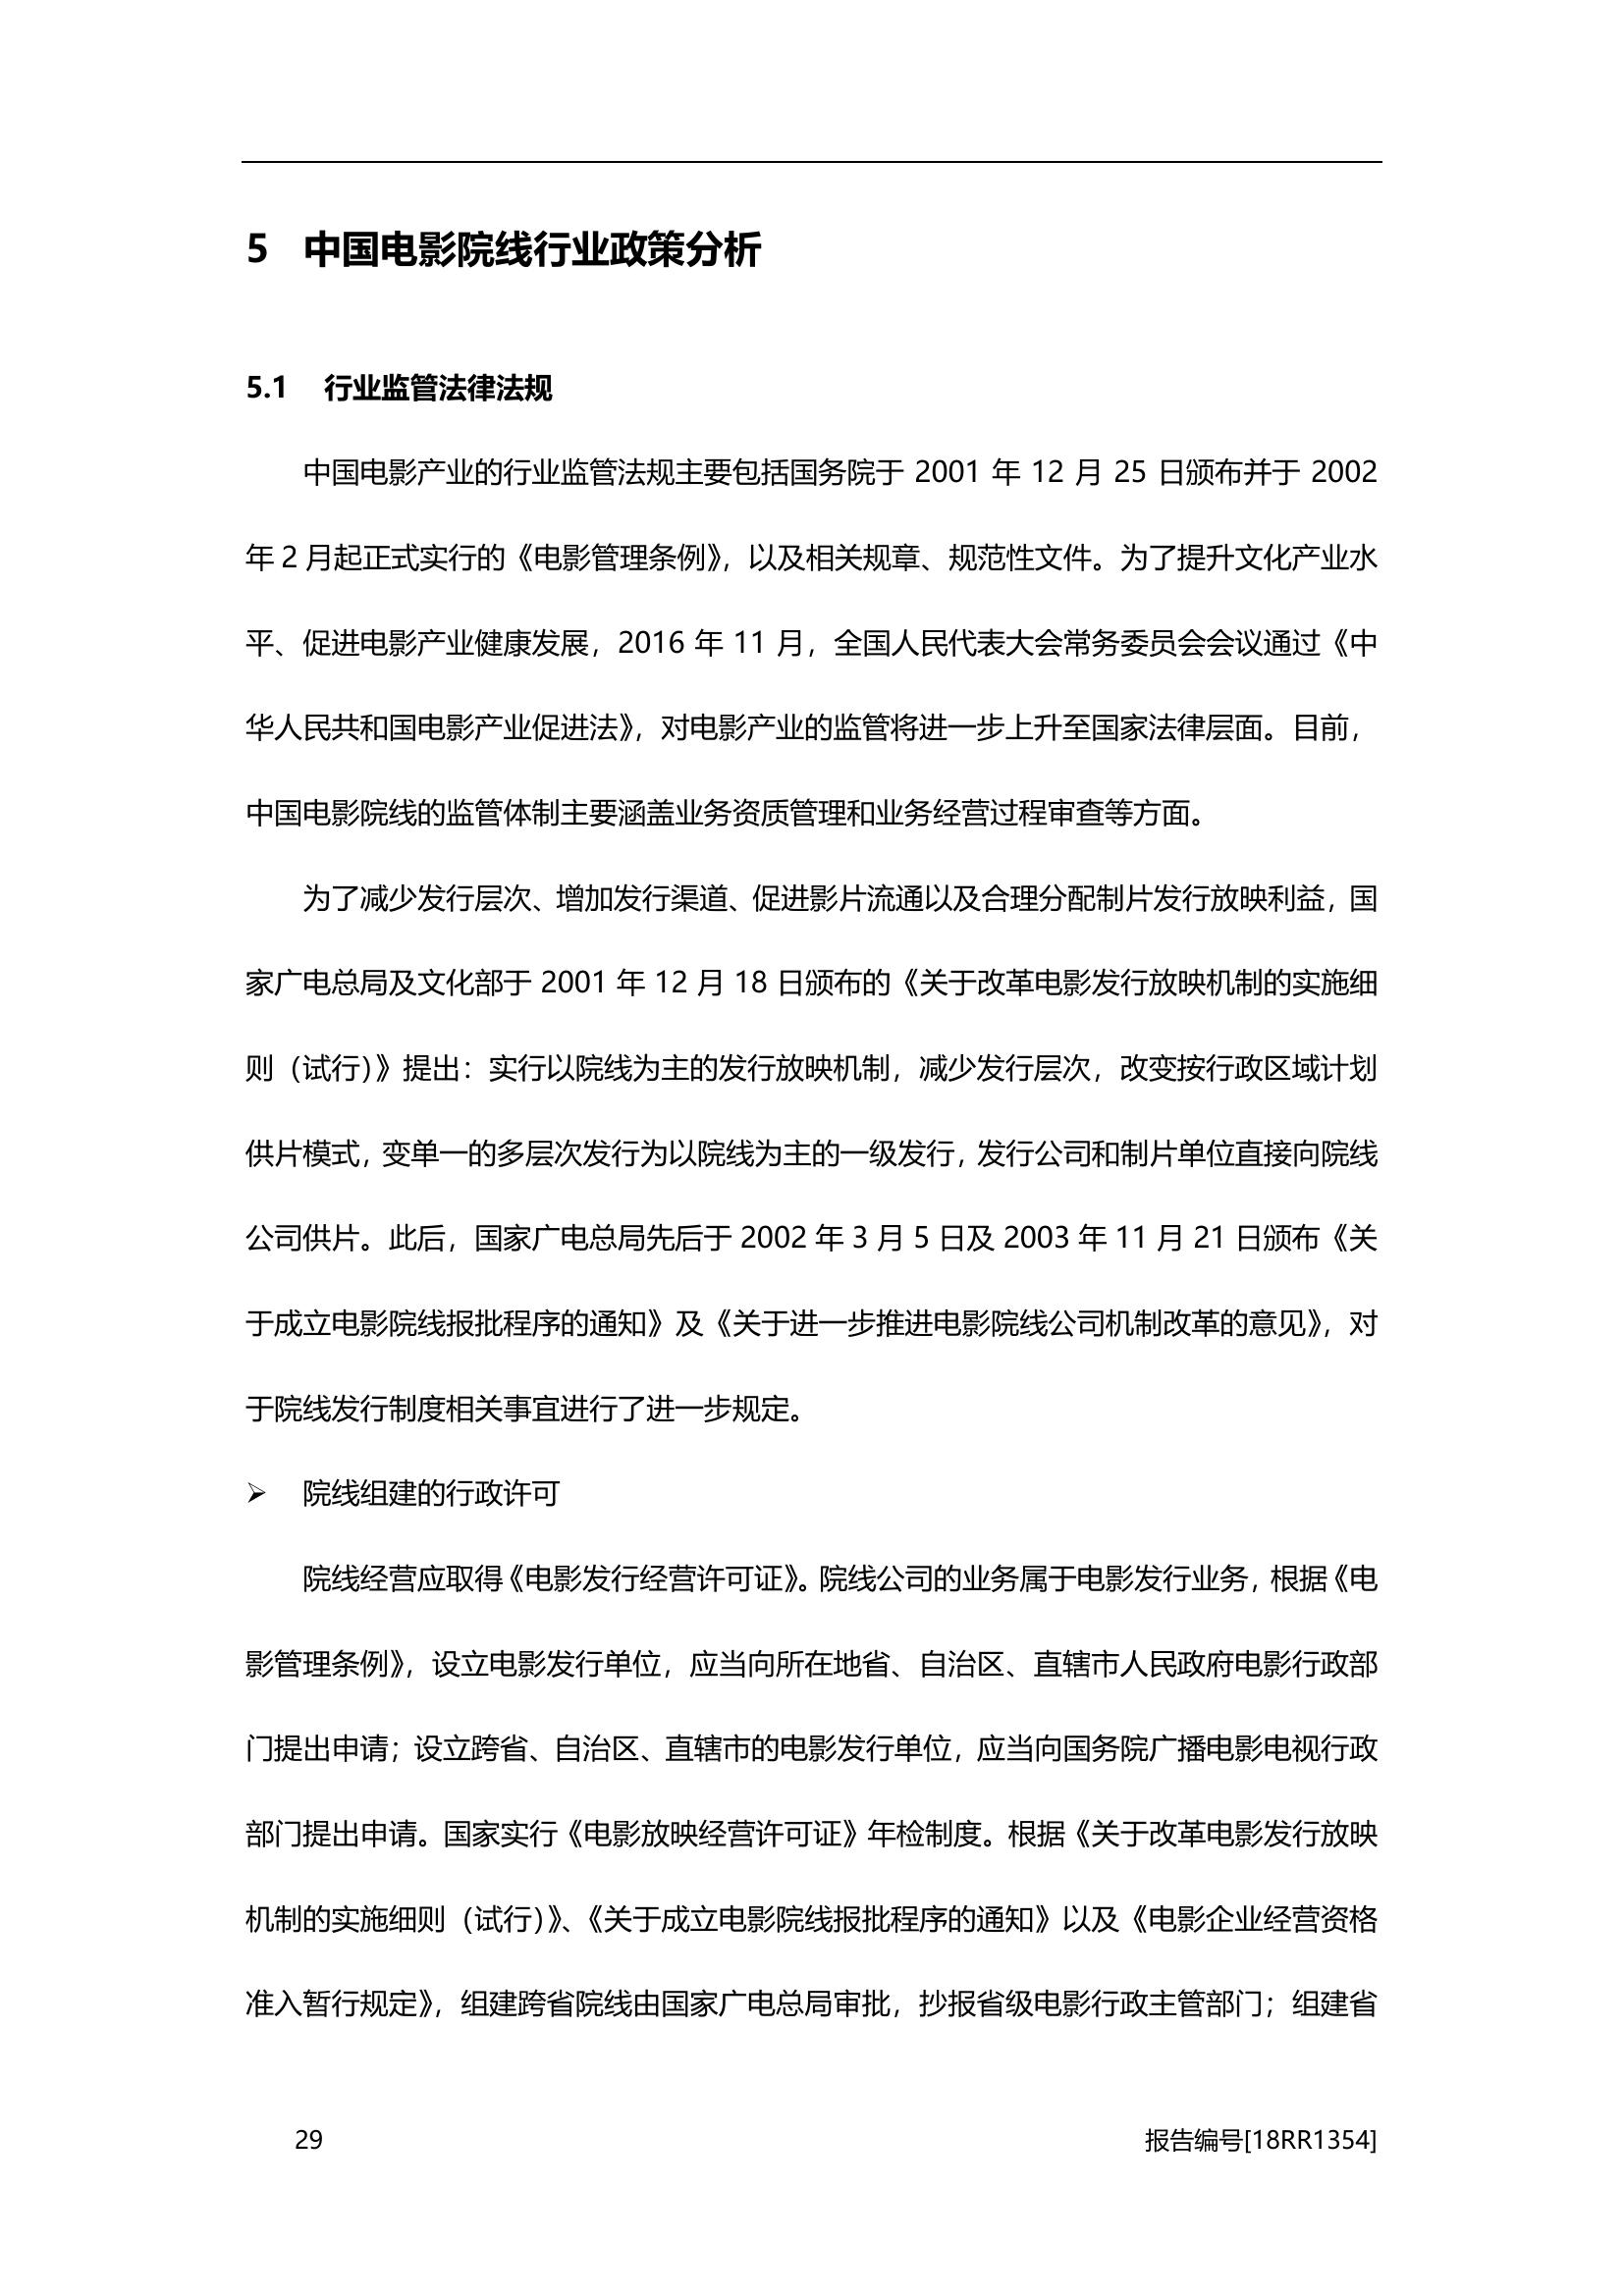 5 中国电影院线行业政策分析
5.1 行业监管法律法规
中国电影产业的行业监管法规主要包括国务院于 2001 年 12 月 25 日颁布并于 2002
年 2 月起正式实行的《电影管理条例》，以及相关规章、规范性文件。为了提升文化产业水
平、促进电影产业健康发展，2016 年 11 月，全国人民代表大会常务委员会会议通过《中
华人民共和国电影产业促进法》，对电影产业的监管将进一步上升至国家法律层面。目前，
中国电影院线的监管体制主要涵盖业务资质管理和业务经营过程审查等方面。
为了减少发行层次、增加发行渠道、促进影片流通以及合理分配制片发行放映利益，国
家广电总局及文化部于 2001 年 12 月 18 日颁布的《关于改革电影发行放映机制的实施细
则（试行）》提出：实行以院线为主的发行放映机制，减少发行层次，改变按行政区域计划
供片模式，变单一的多层次发行为以院线为主的一级发行，发行公司和制片单位直接向院线
公司供片。此后，国家广电总局先后于 2002 年 3 月 5 日及 2003 年 11 月 21 日颁布《关
于成立电影院线报批程序的通知》及《关于进一步推进电影院线公司机制改革的意见》，对
于院线发行制度相关事宜进行了进一步规定。
➢ 院线组建的行政许可
院线经营应取得《电影发行经营许可证》。院线公司的业务属于电影发行业务，根据《电
影管理条例》，设立电影发行单位，应当向所在地省、自治区、直辖市人民政府电影行政部
门提出申请；设立跨省、自治区、直辖市的电影发行单位，应当向国务院广播电影电视行政
部门提出申请。国家实行《电影放映经营许可证》年检制度。根据《关于改革电影发行放映
机制的实施细则（试行）》、《关于成立电影院线报批程序的通知》以及《电影企业经营资格
准入暂行规定》，组建跨省院线由国家广电总局审批，抄报省级电影行政主管部门；组建省
29
报告编号[18RR1354]